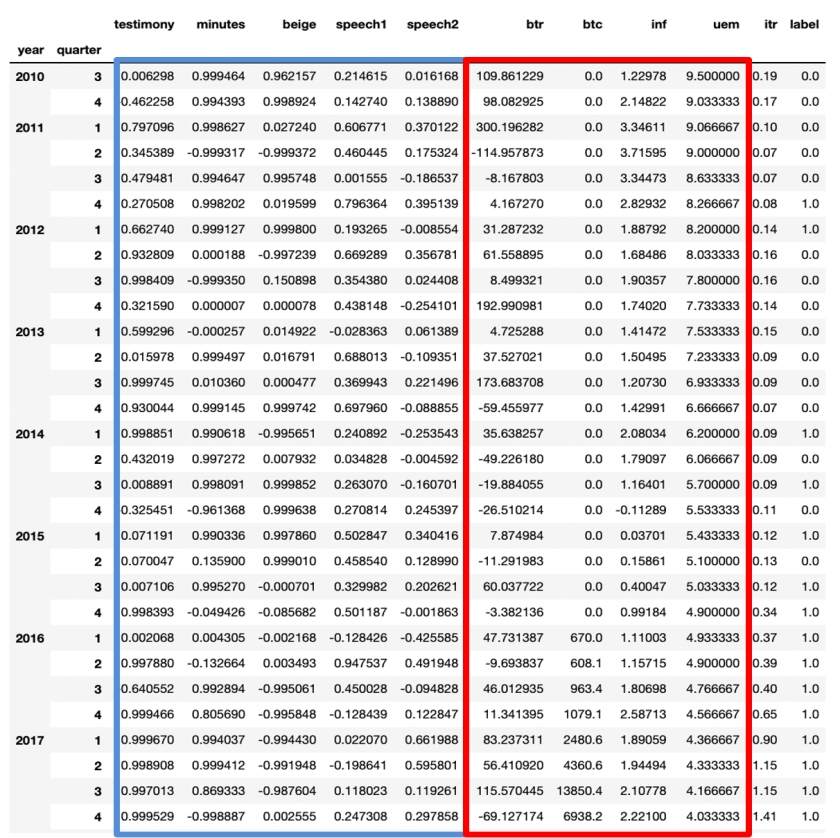 testimony minutes beige speech1 speech2 btr btc inf uem itr label
year quarter
2010 3 0.006298 0.999464 0.962157 0.214615 0.016168 109.861229 0.0 1.22978 9.500000 0.19 0.0
4 0.462258 0.994393 0.998924 0.142740 0.138890 98.082925 0.0 2.14822 9.033333 0.17 0.0
2011 1 0.797096 0.998627 0.027240 0.606771 0.370122 300.196282 0.0 3.34611 9.066667 0.10 0.0
2 0.345389 -0.999317 -0.999372 0.460445 0.175324 -114.957873 0.0 3.71595 9.000000 0.07 0.0
3 0.479481 0.994647 0.995748 0.001555 -0.186537 -8.167803 0.0 3.34473 8.633333 0.07 0.0
4 0.270508 0.998202 0.019599 0.796364 0.395139 4.167270 0.0 2.82932 8.266667 0.08 1.0
2012 1 0.662740 0.999127 0.999800 0.193265 -0.008554 31.287232 0.0 1.88792 8.200000 0.14 1.0
2 0.932809 0.000188 -0.997239 0.669289 0.356781 61.558895 0.0 1.68486 8.033333 0.16 0.0
3 0.998409 -0.999350 0.150898 0.354380 0.024408 8.499321 0.0 1.90357 7.800000 0.16 0.0
4 0.321590 0.000007 0.000078 0.438148 -0.254101 192.990981 0.0 1.74020 7.733333 0.14 0.0
2013 1 0.599296 -0.000257 0.014922 -0.028363 0.061389 4.725288 0.0 1.41472 7.533333 0.15 0.0
2 0.015978 0.999497 0.016791 0.688013 -0.109351 37.527021 0.0 1.50495 7.233333 0.09 0.0
3 0.999745 0.010360 0.000477 0.369943 0.221496 173.683708 0.0 1.20730 6.933333 0.09 0.0
4 0.930044 0.999145 0.999742 0.697960 -0.088855 -59.455977 0.0 1.42991 6.666667 0.07 0.0
2014 1 0.998851 0.990618 -0.995651 0.240892 -0.253543 35.638257 0.0 2.08034 6.200000 0.09 1.0
2 0.432019 0.997272 0.007932 0.034828 -0.004592 -49.226180 0.0 1.79097 6.066667 0.09 0.0
3 0.008891 0.998091 0.999852 0.263070 -0.160701 -19.884055 0.0 1.16401 5.700000 0.09 1.0
4 0.325451 -0.961368 0.999638 0.270814 0.245397 -26.510214 0.0 -0.11289 5.533333 0.11 0.0
2015 1 0.071191 0.990336 0.997860 0.502847 0.340416 7.874984 0.0 0.03701 5.433333 0.12 1.0
2 0.070047 0.135900 0.999010 0.458540 0.128990 -11.291983 0.0 0.15861 5.100000 0.13 0.0
3 0.007106 0.995270 -0.000701 0.329982 0.202621 60.037722 0.0 0.40047 5.033333 0.12 1.0
4 0.998393 -0.049426 -0.085682 0.501187 -0.001863 -3.382136 0.0 0.99184 4.900000 0.34 1.0
2016 1 0.002068 0.004305 -0.002168 -0.128426 -0.425585 47.731387 670.0 1.11003 4.933333 0.37 1.0
2 0.997880 -0.132664 0.003493 0.947537 0.491948 -9.693837 608.1 1.15715 4.900000 0.39 1.0
3 0.640552 0.992894 -0.995061 0.450028 -0.094828 46.012935 963.4 1.80698 4.766667 0.40 1.0
4 0.999466 0.805690 -0.995848 -0.128439 0.122847 11.341395 1079.1 2.58713 4.566667 0.65 1.0
2017 1 0.999670 0.994037 -0.994430 0.022070 0.661988 83.237311 2480.6 1.89059 4.366667 0.90 1.0
2 0.998908 0.999412 -0.991948 -0.198641 0.595801 56.410920 4360.6 1.94494 4.333333 1.15 1.0
3 0.997013 0.869333 -0.987604 0.118023 0.119261 115.570445 13850.4 2.10778 4.166667 1.15 1.0
4 0.999529 -0.998887 0.002555 0.247308 0.297858 -69.127174 6938.2 2.22100 4.033333 1.41 1.0